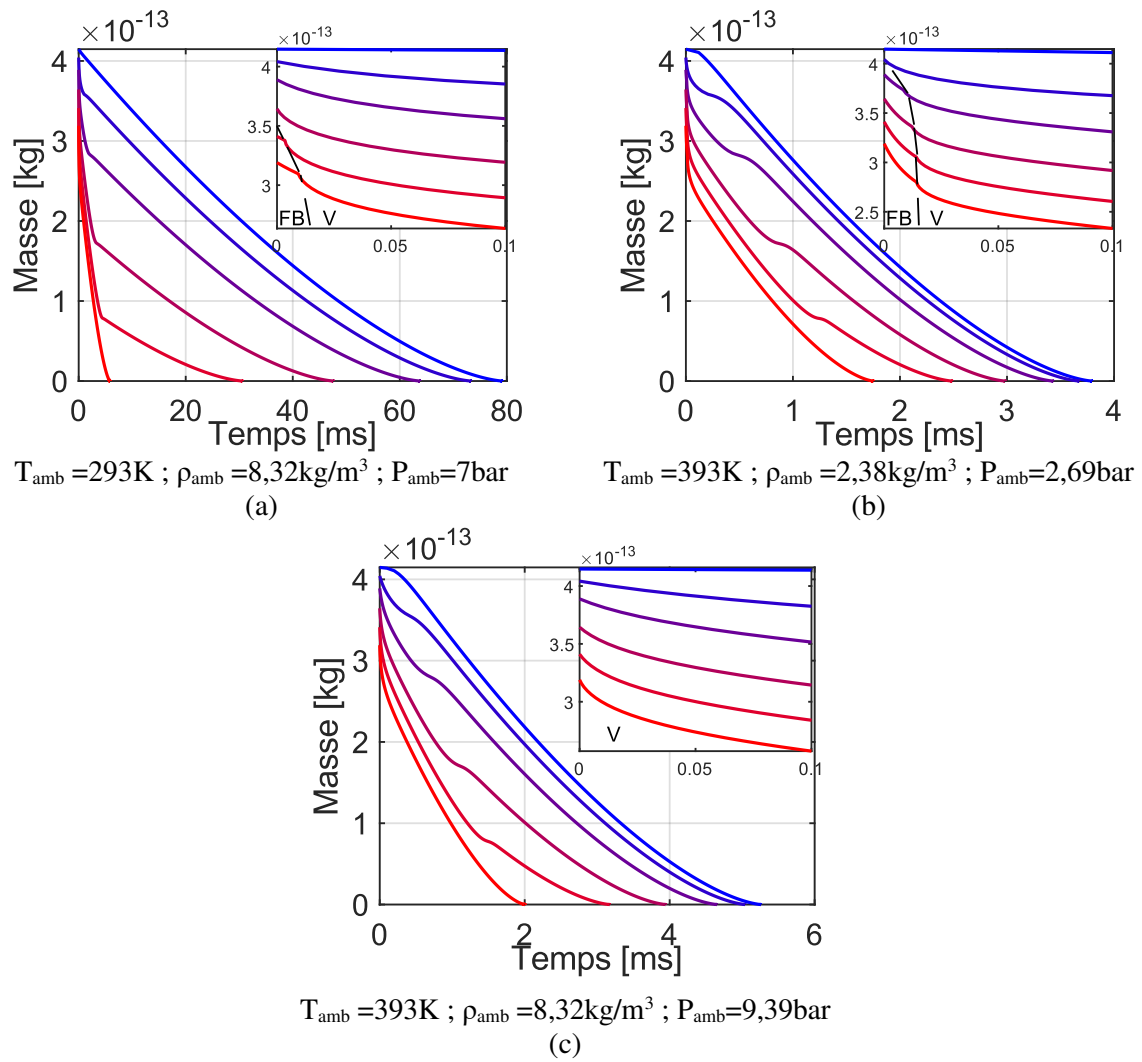 ×10⁻¹³
×10⁻¹³
4
3
2
1
0
Masse [kg]
4
3.5
3
FB V
0 0.05 0.1
0 20 40 60 80
Temps [ms]
T_amb =293K ; ρ_amb =8,32kg/m³ ; P_amb=7bar
(a)
×10⁻¹³
×10⁻¹³
4
3
2
1
0
Masse [kg]
4
3.5
3
2.5
FB V
0 0.05 0.1
0 1 2 3 4
Temps [ms]
T_amb =393K ; ρ_amb =2,38kg/m³ ; P_amb=2,69bar
(b)
×10⁻¹³
×10⁻¹³
4
3
2
1
0
Masse [kg]
4
3.5
3
V
0 0.05 0.1
0 2 4 6
Temps [ms]
T_amb =393K ; ρ_amb =8,32kg/m³ ; P_amb=9,39bar
(c)